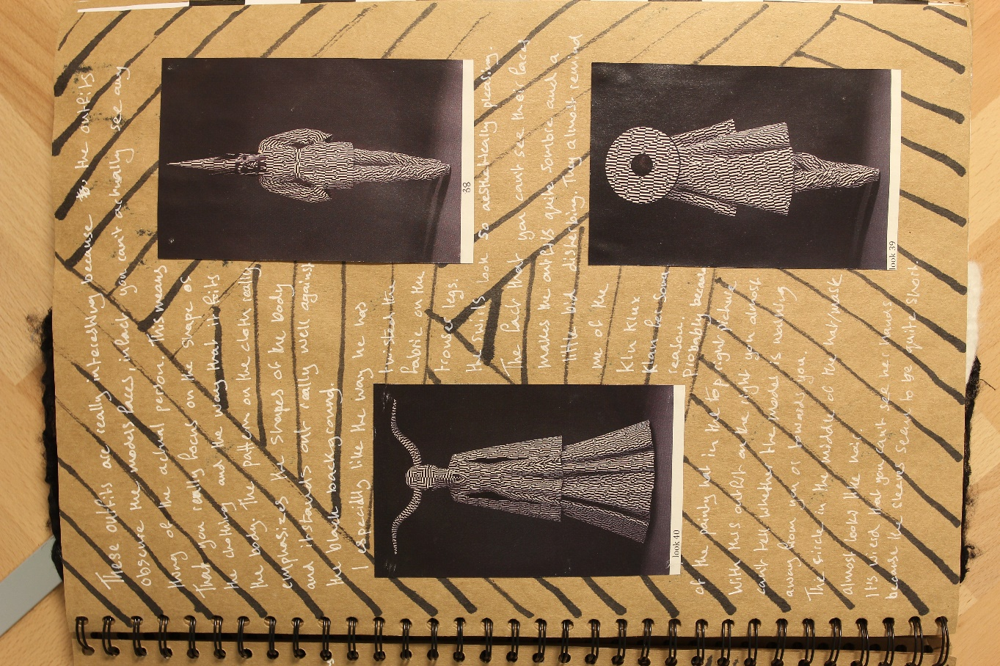 These outfits are really interesting because the outfits
obscure the models faces, infact you can't actually see any
thing of the actual person. This means
That you really focus on the shape of
the clothing and the way that it fits
the body. The pattern on the cloth really
emphasises the shapes of the body
and it stands out really well against
the black background.
I especially like the way he has
twisted the
fabric on the
trouser legs.
the swirls look so aesthetically pleasing.
The fact that you cant see their faces
makes the outfits quite sombre and a
little bid disterbing. They almost remind
me of the
Klu Klux
Klan for some
reason.
Probably because
of the pointy hat in the top right picture
With this outfit on the right you almost
can't tell whether the model is walking
away from you or towards you.
The circle in the middle of the hat/mask
almost looks like hair.
It's weird that you cant see her hands
because the sleeves seem to be quite short
38
look 39
look 40